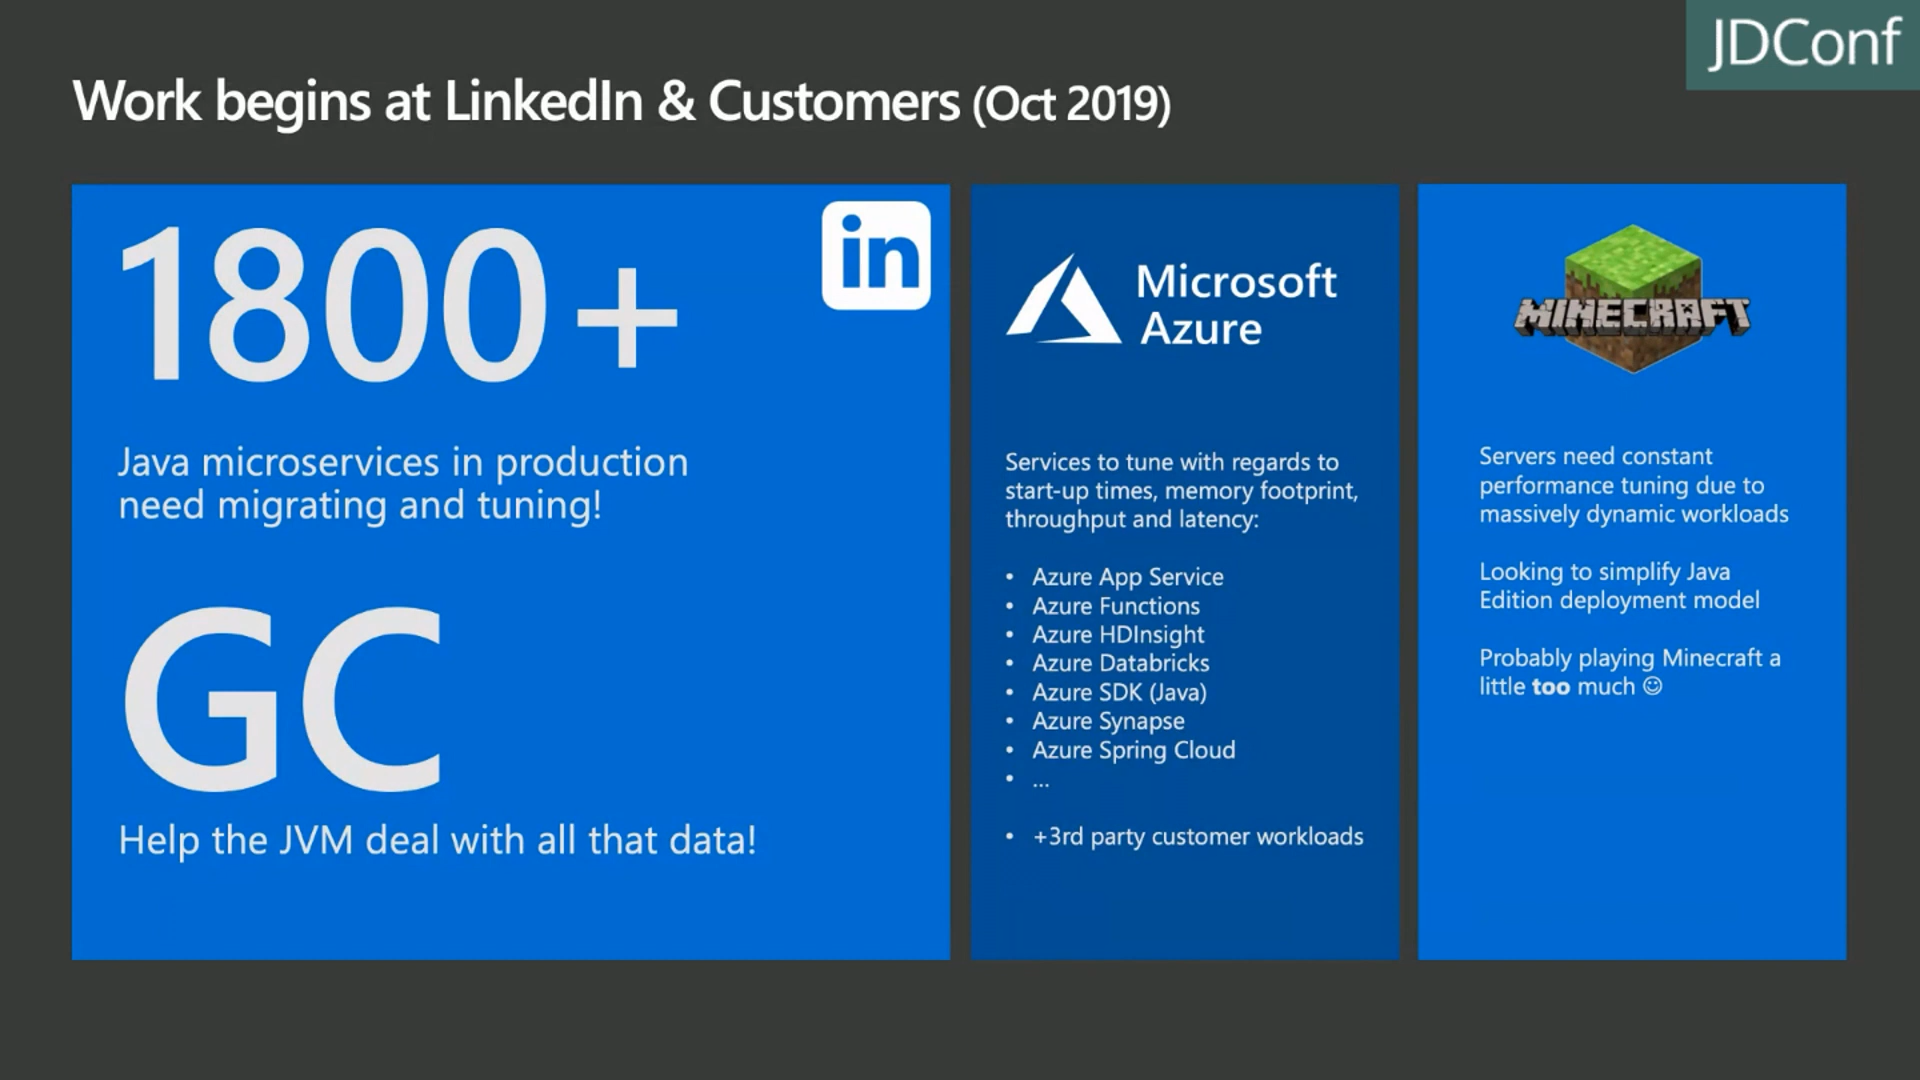 JDConf
Work begins at LinkedIn & Customers (Oct 2019)
1800+
in
Java microservices in production
need migrating and tuning!
GC
Help the JVM deal with all that data!
Microsoft
Azure
Services to tune with regards to
start-up times, memory footprint,
throughput and latency:
• Azure App Service
• Azure Functions
• Azure HDInsight
• Azure Databricks
• Azure SDK (Java)
• Azure Synapse
• Azure Spring Cloud
• ...
• +3rd party customer workloads
MINECRAFT
Servers need constant
performance tuning due to
massively dynamic workloads
Looking to simplify Java
Edition deployment model
Probably playing Minecraft a
little too much ☺